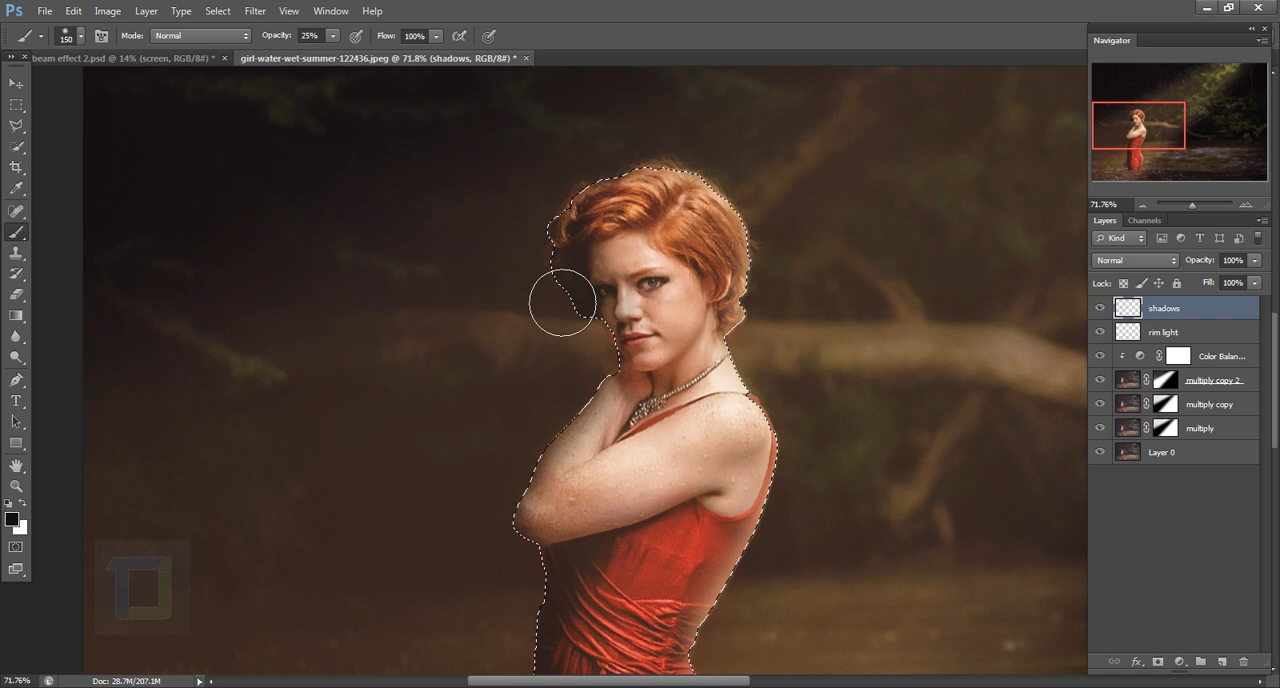 Ps File Edit Image Layer Type Select Filter View Window Help
150 Mode: Normal Opacity: 25% Flow: 100%
beam effect 2.psd @ 14% (screen, RGB/8#) * × girl-water-wet-summer-122436.jpeg @ 71.8% (shadows, RGB/8#) * ×
Navigator
71.76%
Layers Channels
Kind
Normal Opacity: 100%
Lock: Fill: 100%
shadows
rim light
Color Balan...
multiply copy 2
multiply copy
multiply
Layer 0
fx
71.76% Doc: 28.7M/207.1M